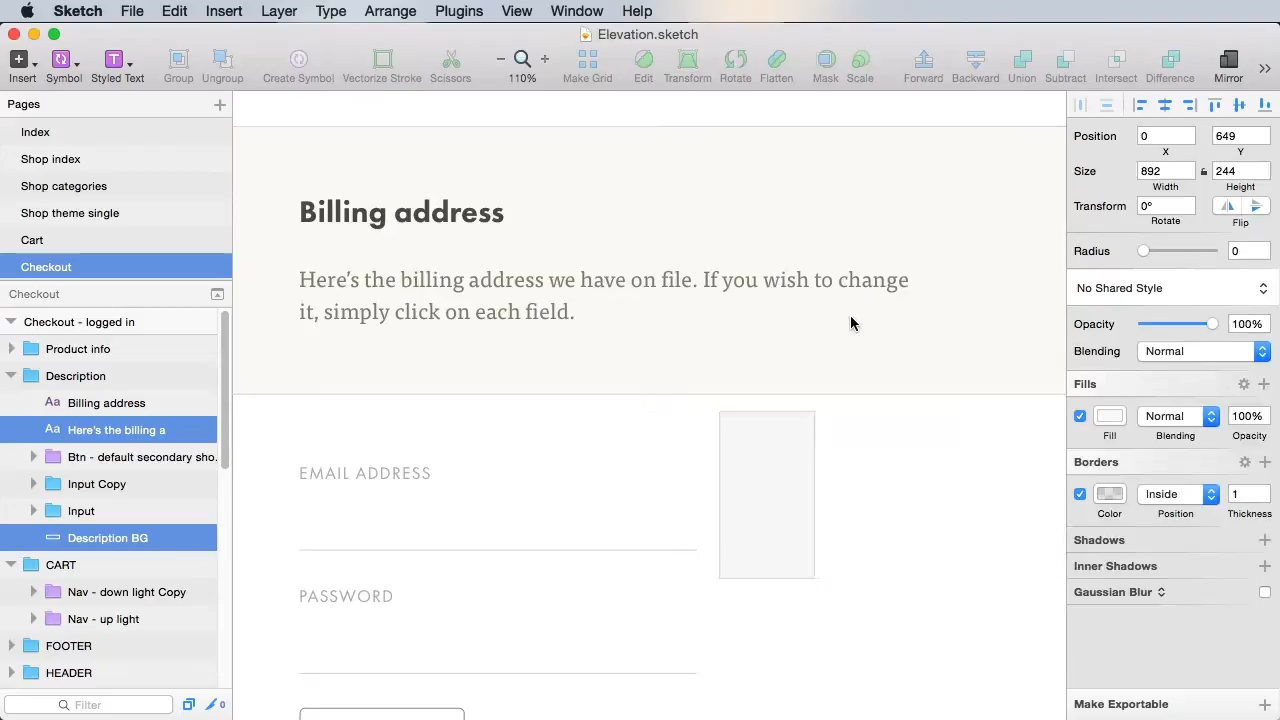 Sketch File Edit Insert Layer Type Arrange Plugins View Window Help
Elevation.sketch
Insert Symbol Styled Text Group Ungroup Create Symbol Vectorize Stroke Scissors 110% Make Grid Edit Transform Rotate Flatten Mask Scale Forward Backward Union Subtract Intersect Difference Mirror
Pages
Index
Shop index
Shop categories
Shop theme single
Cart
Checkout
Checkout
Checkout - logged in
Product info
Description
Aa Billing address
Aa Here's the billing a
Btn - default secondary sho.
Input Copy
Input
Description BG
CART
Nav - down light Copy
Nav - up light
FOOTER
HEADER
Filter
0
Billing address
Here's the billing address we have on file. If you wish to change
it, simply click on each field.
EMAIL ADDRESS
PASSWORD
Position 0 649
X Y
Size 892 244
Width Height
Transform 0°
Rotate Flip
Radius 0
No Shared Style
Opacity 100%
Blending Normal
Fills
Normal 100%
Fill Blending Opacity
Borders
Inside 1
Color Position Thickness
Shadows
Inner Shadows
Gaussian Blur
Make Exportable